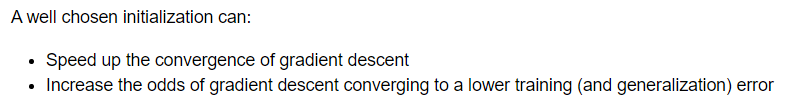 A well chosen initialization can:
• Speed up the convergence of gradient descent
• Increase the odds of gradient descent converging to a lower training (and generalization) error